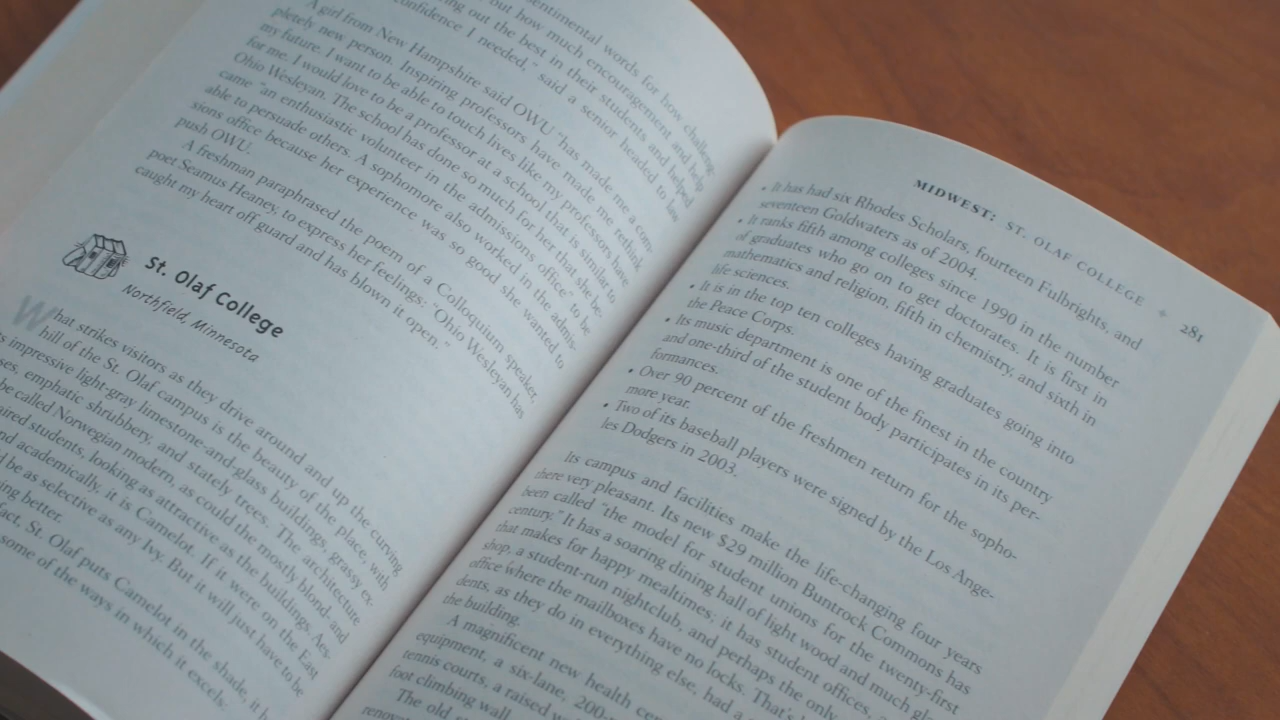 sentimental words for how challeng-
out how much encouragement and help
ing out the best in their students and helped
confidence I needed," said a senior headed to law
A girl from New Hampshire said OWU "has made me a com-
pletely new person. Inspiring professors have made me rethink
my future. I want to be able to touch lives like my professors have
for me. I would love to be a professor at a school that is similar to
Ohio Wesleyan. The school has done so much for her that she be-
came "an enthusiastic volunteer in the admissions office" to be
able to persuade others. A sophomore also worked in the admis-
sions office because her experience was so good she wanted to
push OWU.
A freshman paraphrased the poem of a Colloquium speaker,
poet Seamus Heaney, to express her feelings: "Ohio Wesleyan has
caught my heart off guard and has blown it open."
St. Olaf College
Northfield, Minnesota
What strikes visitors as they drive around and up the curving
hill of the St. Olaf campus is the beauty of the place, with
its impressive light-gray limestone-and-glass buildings, grassy ex-
ses, emphatic shrubbery, and stately trees. The architecture
be called Norwegian modern, as could the mostly blond-and
aired students, looking as attractive as the buildings. And
nd academically, it is Camelot. If it were on the East
d be as selective as any Ivy. But it will just have to be
ing better.
fact, St. Olaf puts Camelot in the shade, it h
some of the ways in which it excels.
MIDWEST: ST. OLAF COLLEGE + 281
• It has had six Rhodes Scholars, fourteen Fulbrights, and
seventeen Goldwaters as of 2004.
• It ranks fifth among colleges since 1990 in the number
of graduates who go on to get doctorates. It is first in
mathematics and religion, fifth in chemistry, and sixth in
life sciences.
• It is in the top ten colleges having graduates going into
the Peace Corps.
• Its music department is one of the finest in the country
and one-third of the student body participates in its per-
formances.
• Over 90 percent of the freshmen return for the sopho-
more year.
• Two of its baseball players were signed by the Los Ange-
les Dodgers in 2003.
Its campus and facilities make the life-changing four years
there very pleasant. Its new $29 million Buntrock Commons has
been called "the model for student unions for the twenty-first
century." It has a soaring dining hall of light wood and much gla
that makes for happy mealtimes; it has student offices,
shop, a student-run nightclub, and perhaps the only
office where the mailboxes have no locks. That's
dents, as they do in everything else, had a
the building.
A magnificent new health cen
equipment, a six-lane, 200-
tennis courts, a raised w
foot climbing wall
The old s
renova